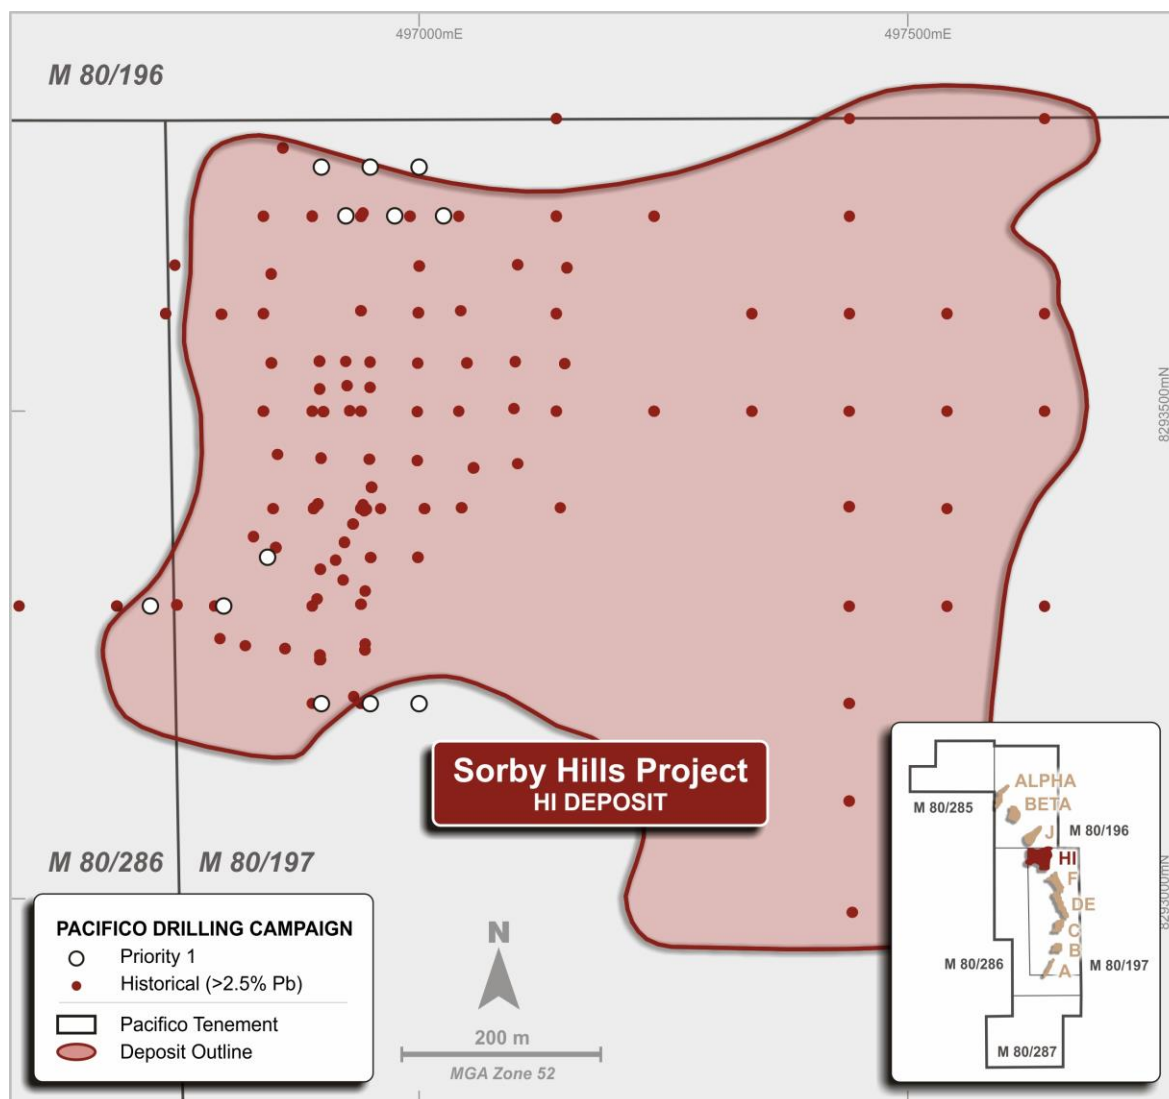 497000mE
497500mE
M 80/196
8293500mN
Sorby Hills Project
HI DEPOSIT
M 80/286
M 80/197
8293000mN
PACIFICO DRILLING CAMPAIGN
Priority 1
Historical (>2.5% Pb)
Pacifico Tenement
Deposit Outline
N
200 m
MGA Zone 52
ALPHA
M 80/285
BETA
J
M 80/196
HI
F
DE
C
B
M 80/286
M 80/197
A
M 80/287